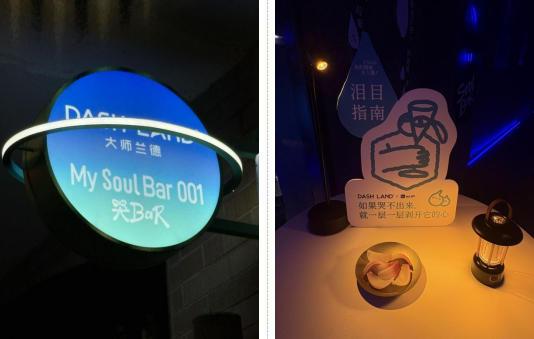 DASH LAND
大师兰德
My Soul Bar 001
哭BaR
泪目
指南
DASH LAND
如果哭不出来,
就一层一层剥开它的心